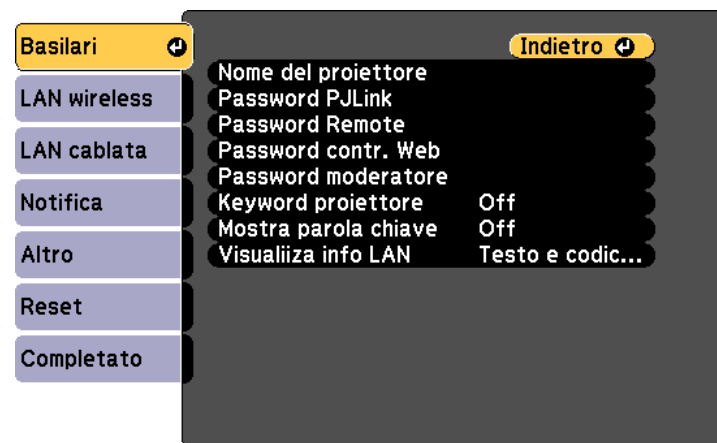 Basilari
LAN wireless
LAN cablata
Notifica
Altro
Reset
Completato
Indietro
Nome del proiettore
Password PJLink
Password Remote
Password contr. Web
Password moderatore
Keyword proiettore Off
Mostra parola chiave Off
Visualiiza info LAN Testo e codic...